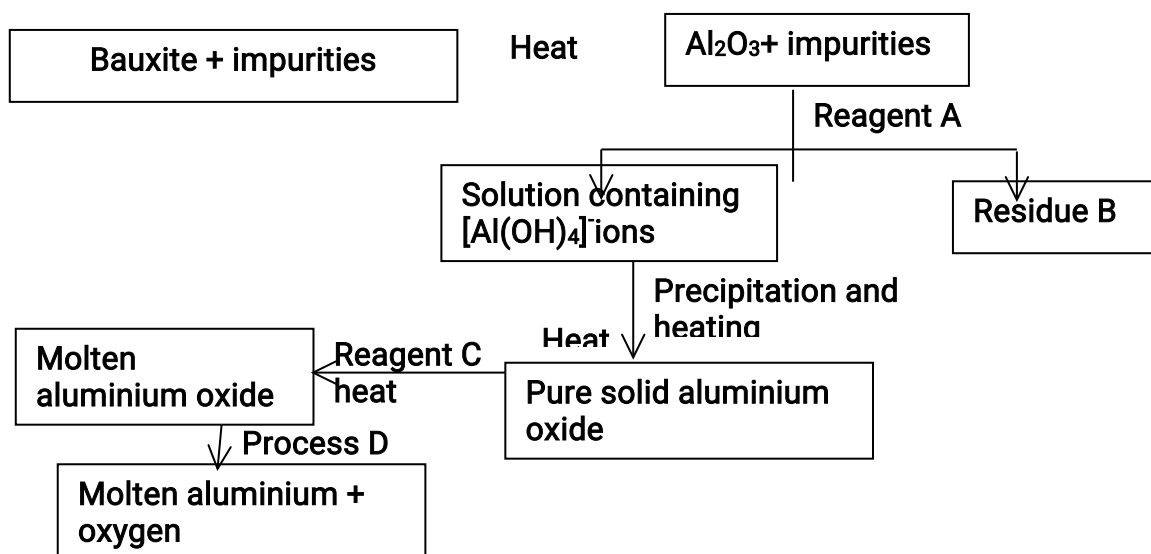 Bauxite + impurities
Heat
Al₂O₃+ impurities
Reagent A
Solution containing
[Al(OH)₄]⁻ions
Residue B
Precipitation and
heating
Heat
Reagent C
heat
Molten
aluminium oxide
Pure solid aluminium
oxide
Process D
Molten aluminium +
oxygen